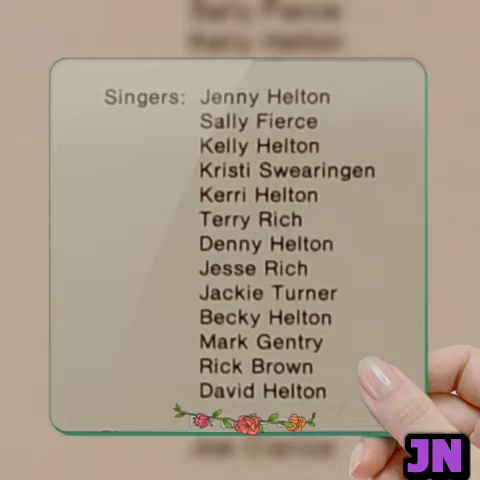 Singers: Jenny Helton
Sally Fierce
Kelly Helton
Kristi Swearingen
Kerri Helton
Terry Rich
Denny Helton
Jesse Rich
Jackie Turner
Becky Helton
Mark Gentry
Rick Brown
David Helton
JN